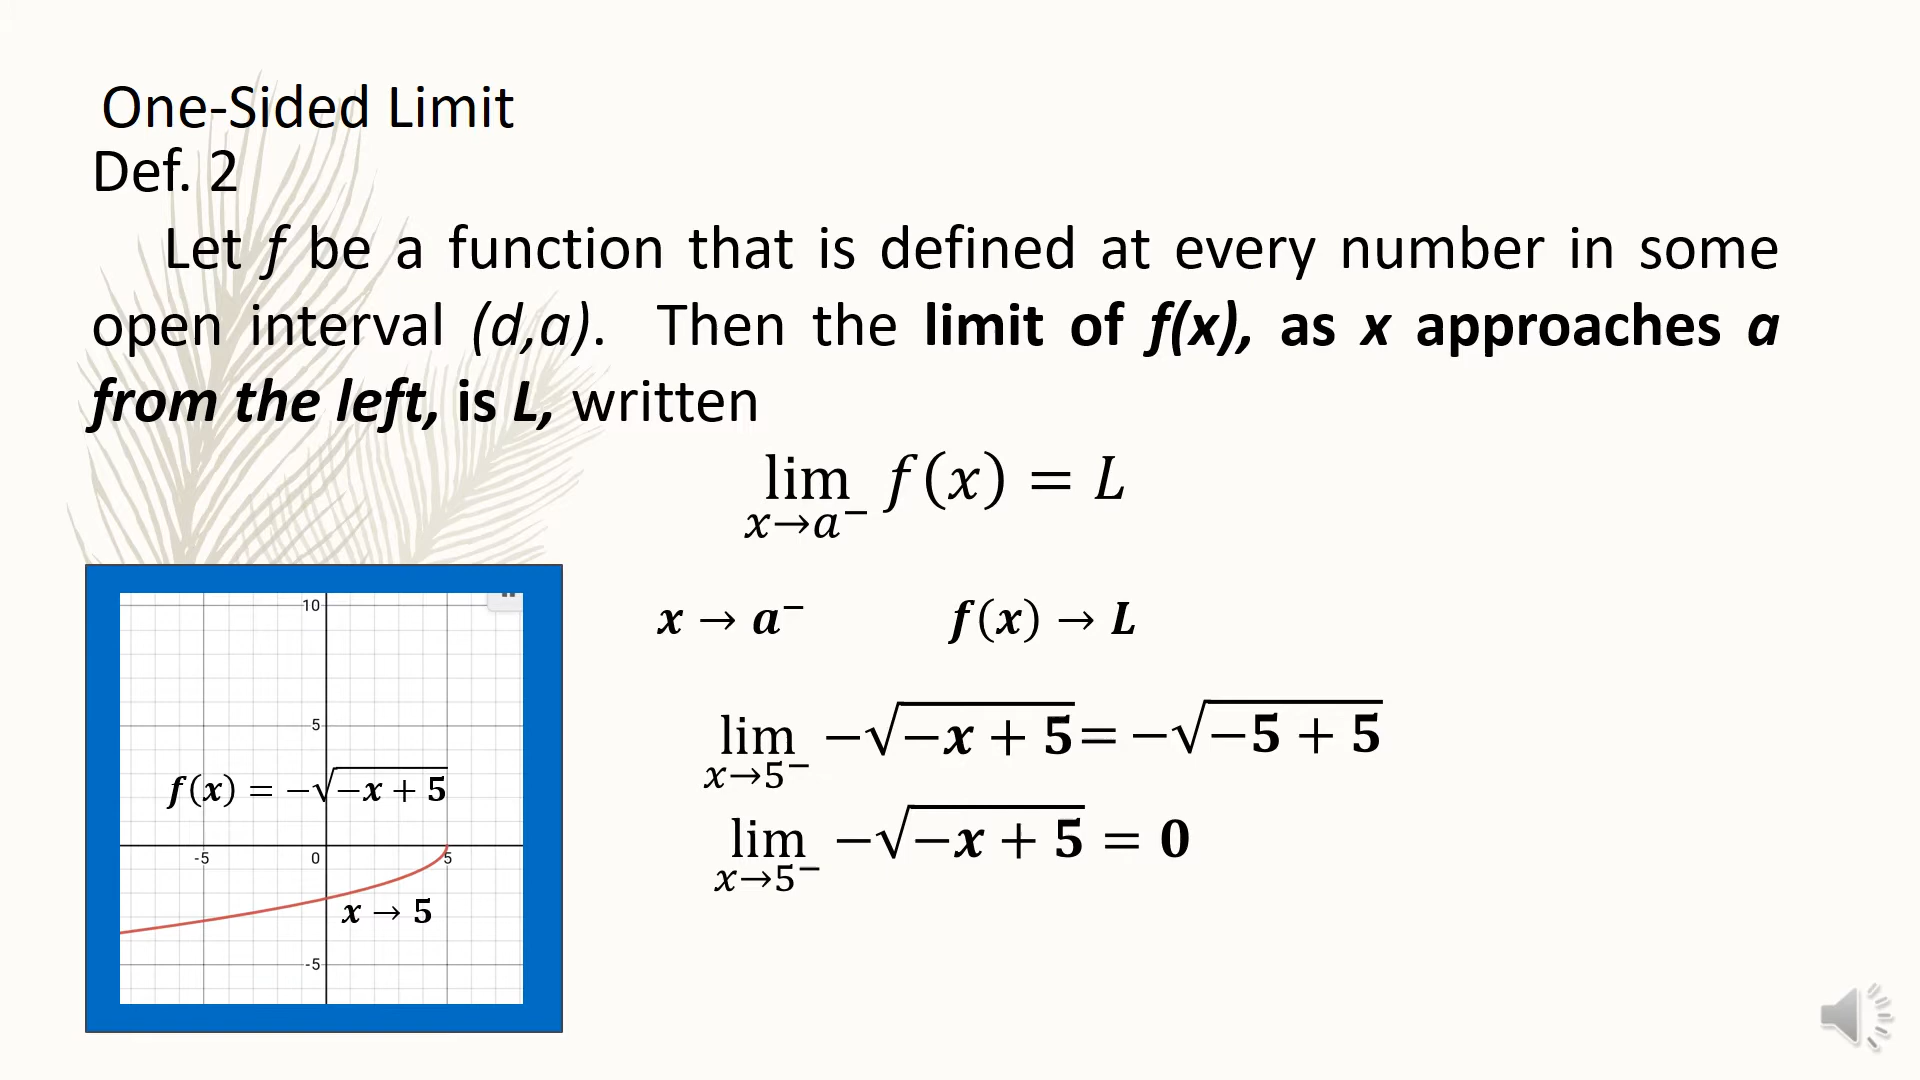 One-Sided Limit
Def. 2
Let f be a function that is defined at every number in some
open interval (d,a). Then the limit of f(x), as x approaches a
from the left, is L, written
lim f(x) = L
x→a⁻
x → a⁻ f(x) → L
lim −√(−x + 5) = −√(−5 + 5)
x→5⁻
lim −√(−x + 5) = 0
x→5⁻
10
5
f(x) = −√(−x + 5)
-5 0 5
x → 5
-5